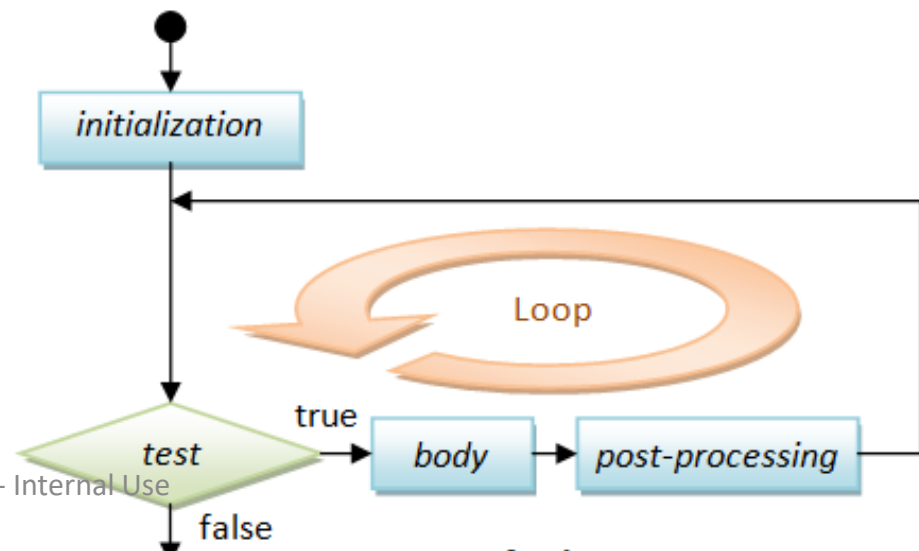 initialization
Loop
true
test
body
post-processing
- Internal Use
false